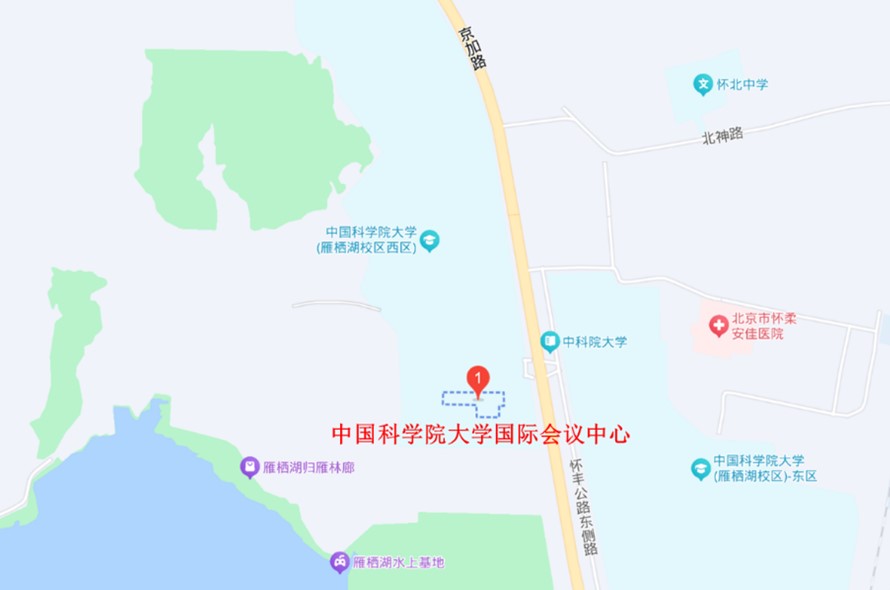 京加路
怀北中学
北神路
中国科学院大学
(雁栖湖校区西区)
北京市怀柔
安佳医院
中科院大学
1
中国科学院大学国际会议中心
雁栖湖归雁林廊
中国科学院大学
(雁栖湖校区)-东区
怀丰公路东侧路
雁栖湖水上基地